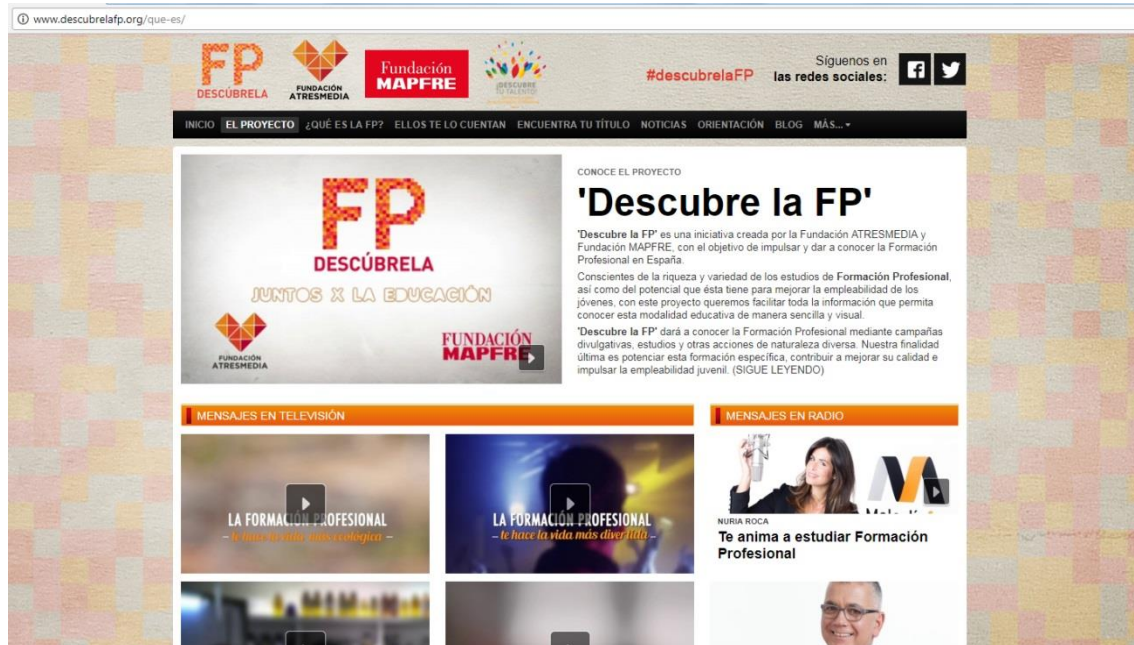 www.descubrelafp.org/que-es/
FP
DESCÚBRELA
FUNDACIÓN
ATRESMEDIA
Fundación
MAPFRE
¡DESCUBRE
TU TALENTO!
#descubrelaFP
Síguenos en
las redes sociales:
INICIO EL PROYECTO ¿QUÉ ES LA FP? ELLOS TE LO CUENTAN ENCUENTRA TU TÍTULO NOTICIAS ORIENTACIÓN BLOG MÁS...
FP
DESCÚBRELA
JUNTOS X LA EDUCACIÓN
FUNDACIÓN
ATRESMEDIA
FUNDACIÓN
MAPFRE
CONOCE EL PROYECTO
'Descubre la FP'
'Descubre la FP' es una iniciativa creada por la Fundación ATRESMEDIA y
Fundación MAPFRE, con el objetivo de impulsar y dar a conocer la Formación
Profesional en España.
Conscientes de la riqueza y variedad de los estudios de Formación Profesional,
así como del potencial que ésta tiene para mejorar la empleabilidad de los
jóvenes, con este proyecto queremos facilitar toda la información que permita
conocer esta modalidad educativa de manera sencilla y visual.
'Descubre la FP' dará a conocer la Formación Profesional mediante campañas
divulgativas, estudios y otras acciones de naturaleza diversa. Nuestra finalidad
última es potenciar esta formación específica, contribuir a mejorar su calidad e
impulsar la empleabilidad juvenil. (SIGUE LEYENDO)
MENSAJES EN TELEVISIÓN
LA FORMACIÓN PROFESIONAL
– te hace la vida más ecológica –
LA FORMACIÓN PROFESIONAL
– te hace la vida más divertida –
MENSAJES EN RADIO
NURIA ROCA
Te anima a estudiar Formación
Profesional